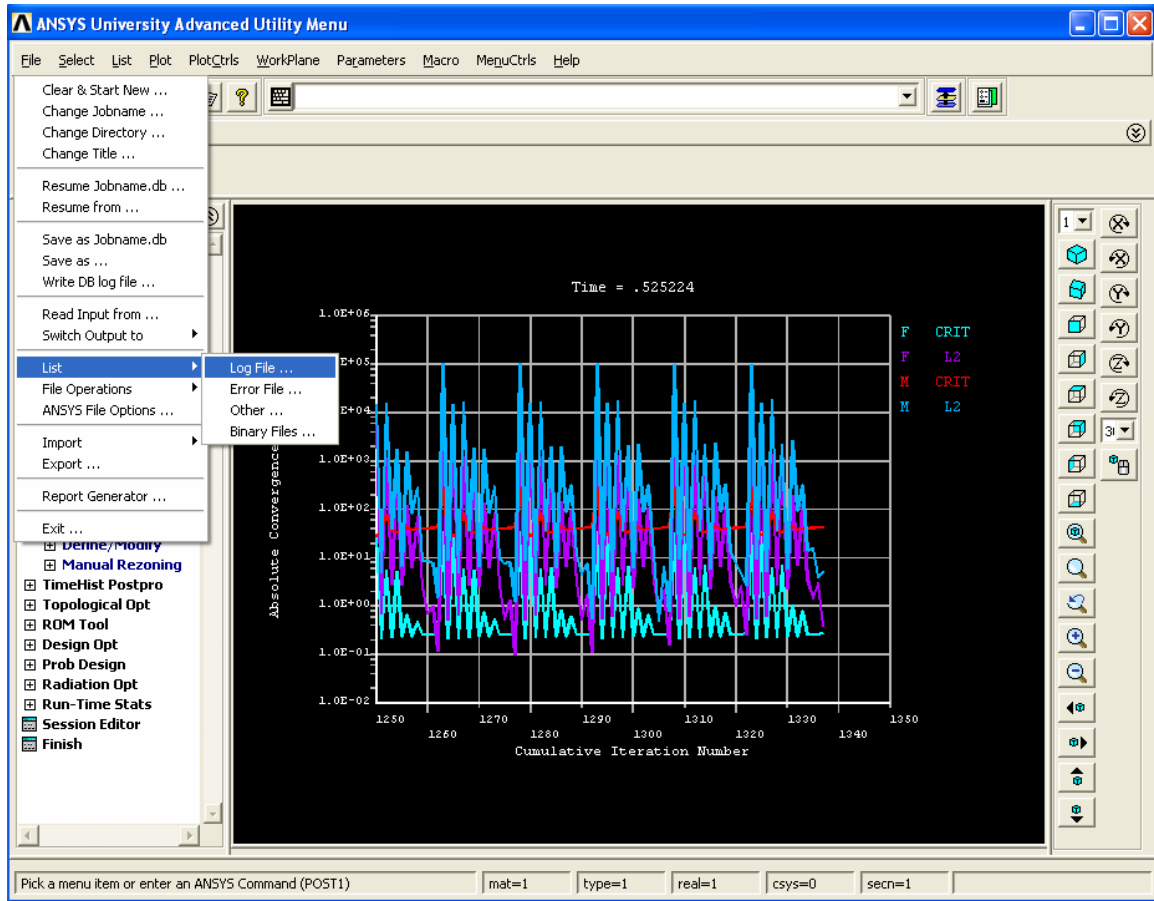 ANSYS University Advanced Utility Menu
File Select List Plot PlotCtrls WorkPlane Parameters Macro MenuCtrls Help
Clear & Start New ...
Change Jobname ...
Change Directory ...
Change Title ...
Resume Jobname.db ...
Resume from ...
Save as Jobname.db
Save as ...
Write DB log file ...
Read Input from ...
Switch Output to
List
File Operations
ANSYS File Options ...
Import
Export ...
Report Generator ...
Exit ...
Log File ...
Error File ...
Other ...
Binary Files ...
Define/Modify
Manual Rezoning
TimeHist Postpro
Topological Opt
ROM Tool
Design Opt
Prob Design
Radiation Opt
Run-Time Stats
Session Editor
Finish
Time = .525224
1.0E+06
E+05
E+04
1.0E+03
1.0E+02
1.0E+01
1.0E+00
1.0E-01
1.0E-02
Absolute Convergence
F CRIT
F L2
M CRIT
M L2
1250 1270 1290 1310 1330 1350
1260 1280 1300 1320 1340
Cumulative Iteration Number
1
X
X
Y
Y
Z
Z
Pick a menu item or enter an ANSYS Command (POST1) mat=1 type=1 real=1 csys=0 secn=1